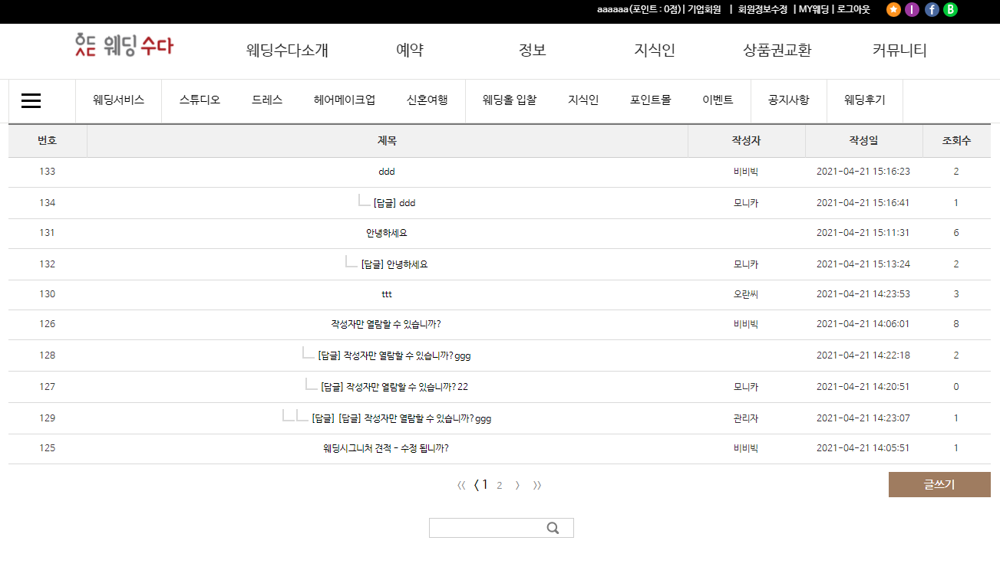 aaaaaa(포인트 : 0점)| 기업회원 | 회원정보수정 | MY웨딩 | 로그아웃
웨딩 수다 웨딩수다소개 예약 정보 지식인 상품권교환 커뮤니티
웨딩서비스 스튜디오 드레스 헤어메이크업 신혼여행 웨딩홀 입찰 지식인 포인트몰 이벤트 공지사항 웨딩후기
번호 제목 작성자 작성일 조회수
133 ddd 비비빅 2021-04-21 15:16:23 2
134 [답글] ddd 모니카 2021-04-21 15:16:41 1
131 안녕하세요 2021-04-21 15:11:31 6
132 [답글] 안녕하세요 모니카 2021-04-21 15:13:24 2
130 ttt 오란씨 2021-04-21 14:23:53 3
126 작성자만 열람할 수 있습니까? 비비빅 2021-04-21 14:06:01 8
128 [답글] 작성자만 열람할 수 있습니까?ggg 2021-04-21 14:22:18 2
127 [답글] 작성자만 열람할 수 있습니까?22 모니카 2021-04-21 14:20:51 0
129 [답글] [답글] 작성자만 열람할 수 있습니까?ggg 관리자 2021-04-21 14:23:07 1
125 웨딩시그니처 견적 - 수정 됩니까? 비비빅 2021-04-21 14:05:51 1
〈〈 〈 1 2 〉 〉〉 글쓰기